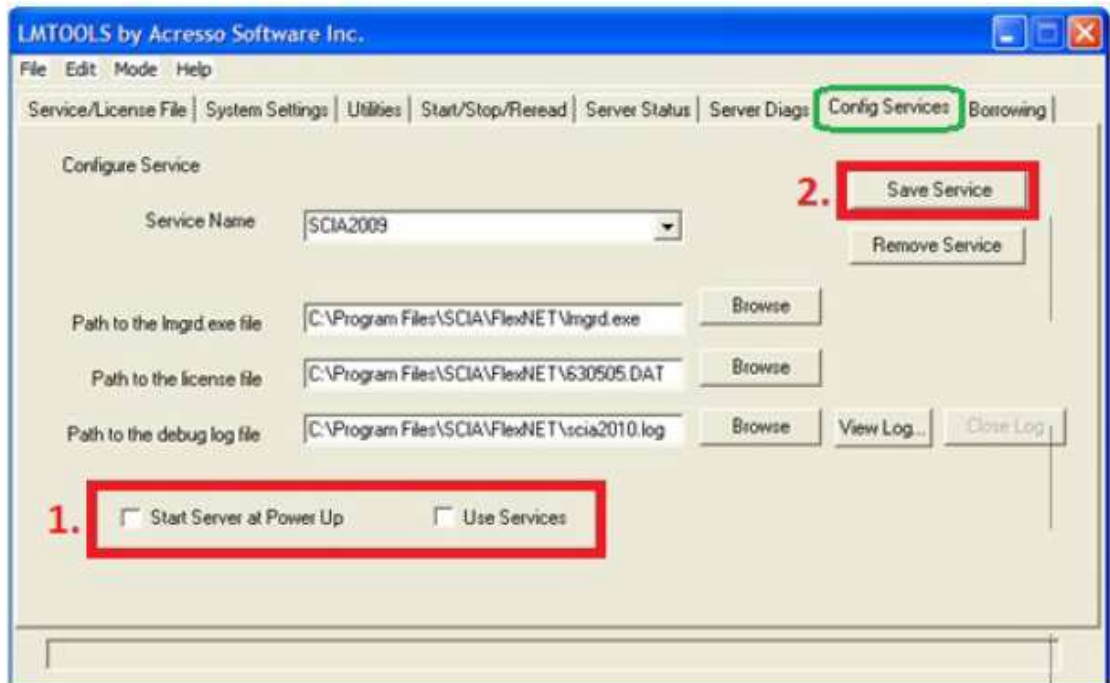 LMTOOLS by Acresso Software Inc.
File Edit Mode Help
Service/License File System Settings Utilities Start/Stop/Reread Server Status Server Diags Config Services Borrowing
Configure Service
2. Save Service
Service Name SCIA2009
Remove Service
Path to the lmgrd.exe file C:\Program Files\SCIA\FlexNET\lmgrd.exe Browse
Path to the license file C:\Program Files\SCIA\FlexNET\630505.DAT Browse
Path to the debug log file C:\Program Files\SCIA\FlexNET\scia2010.log Browse View Log... Close Log
1. Start Server at Power Up Use Services